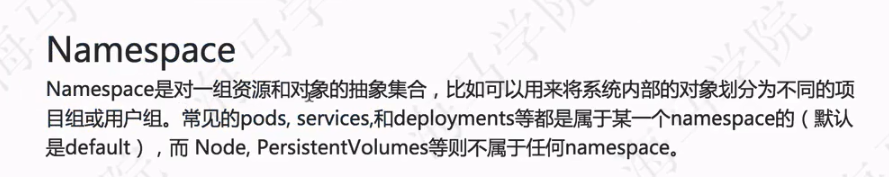 Namespace
Namespace是对一组资源和对象的抽象集合，比如可以用来将系统内部的对象划分为不同的项
目组或用户组。常见的pods, services,和deployments等都是属于某一个namespace的（默认
是default），而 Node, PersistentVolumes等则不属于任何namespace。